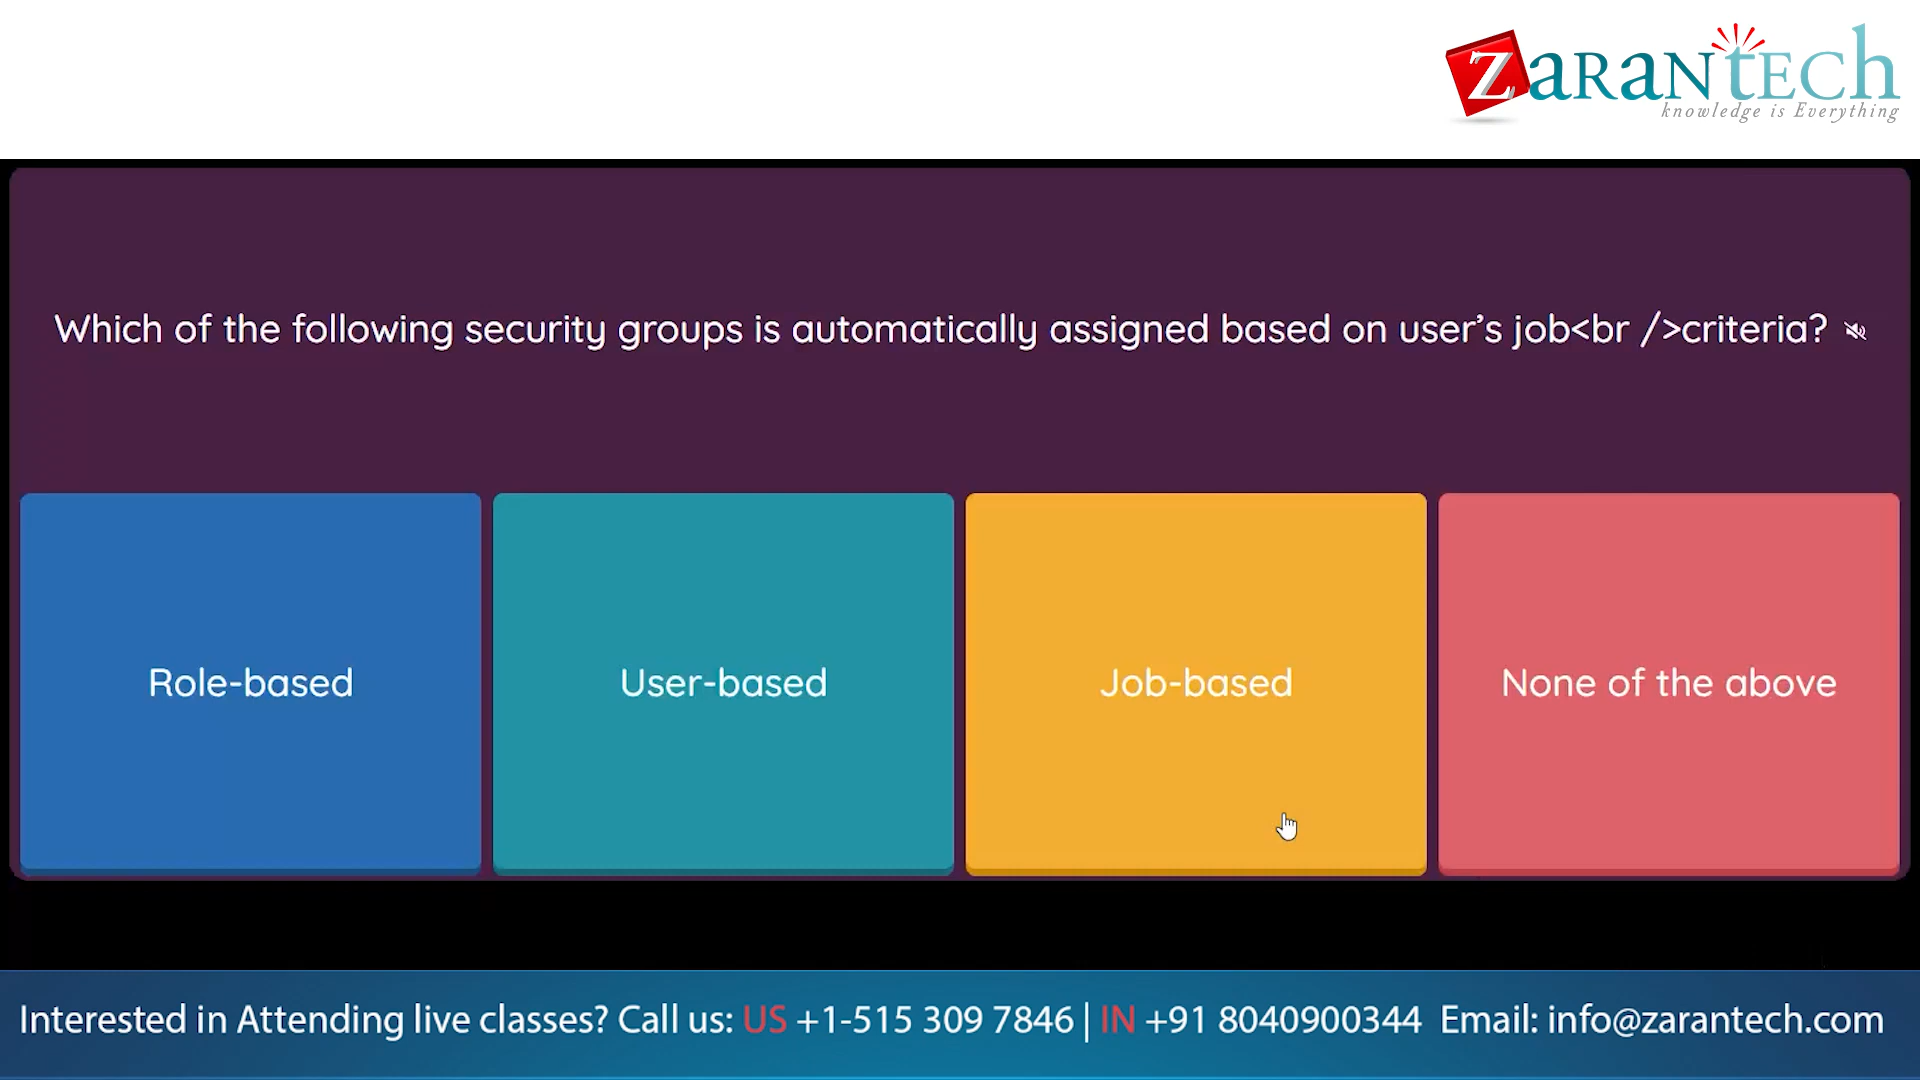 ZaranTech
knowledge is Everything
Which of the following security groups is automatically assigned based on user’s job<br />criteria?
Role-based
User-based
Job-based
None of the above
Interested in Attending live classes? Call us: US +1-515 309 7846 | IN +91 8040900344 Email: info@zarantech.com